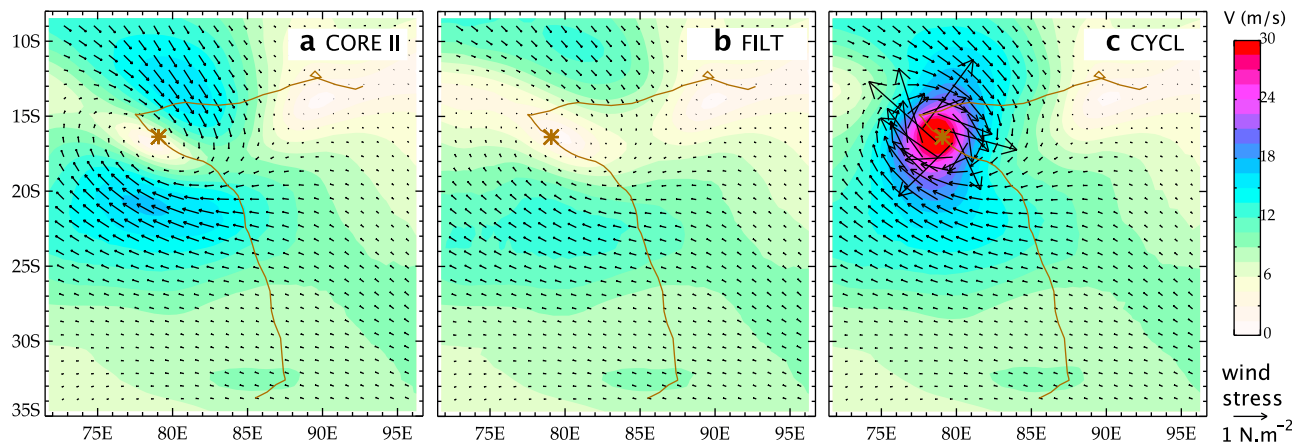 a CORE II
b FILT
c CYCL
V (m/s)
10S
15S
20S
25S
30S
35S
75E 80E 85E 90E 95E
75E 80E 85E 90E 95E
75E 80E 85E 90E 95E
30
24
18
12
6
0
wind
stress
1 N.m⁻²